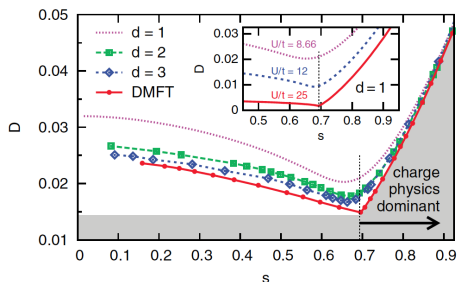 d = 1
d = 2
d = 3
DMFT
D
0.05
0.04
0.03
0.02
0.01
0
0.1
0.2
0.3
0.4
0.5
0.6
0.7
0.8
0.9
s
charge
physics
dominant
D
0.03
0.02
0.01
0
0.5
0.6
0.7
0.8
0.9
s
U/t = 8.66
U/t = 12
U/t = 25
d = 1